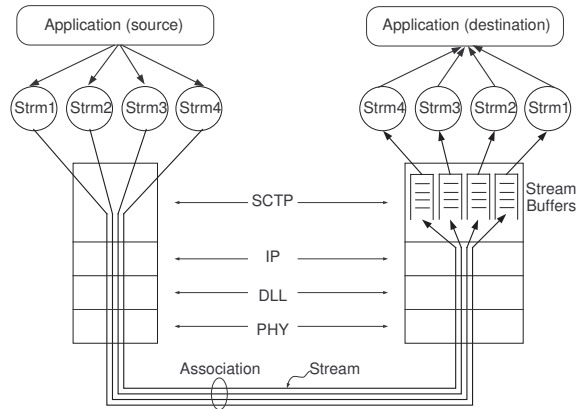 Application (source)
Application (destination)
Strm1
Strm2
Strm3
Strm4
Strm4
Strm3
Strm2
Strm1
SCTP
Stream
Buffers
IP
DLL
PHY
Association
Stream